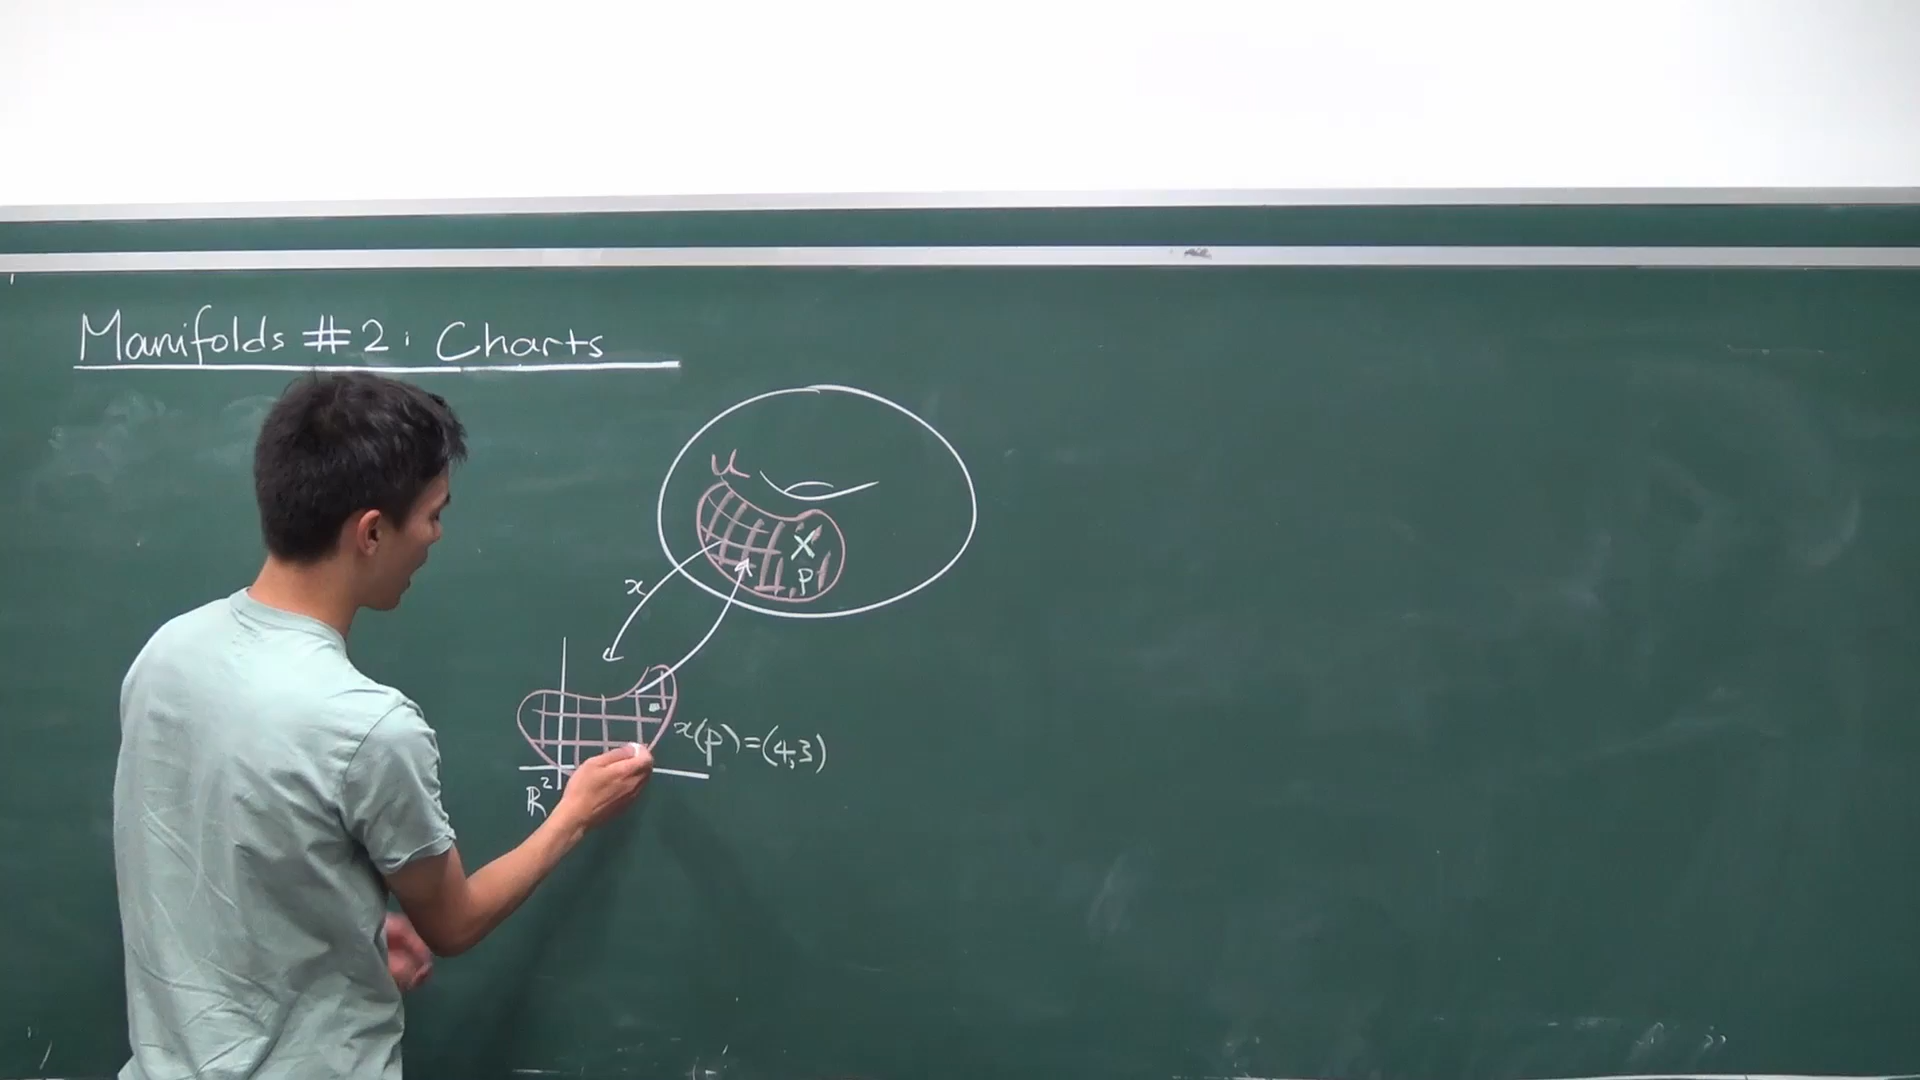 Manifolds #2: Charts
U
X
p
x
x(p)=(4,3)
ℝ²